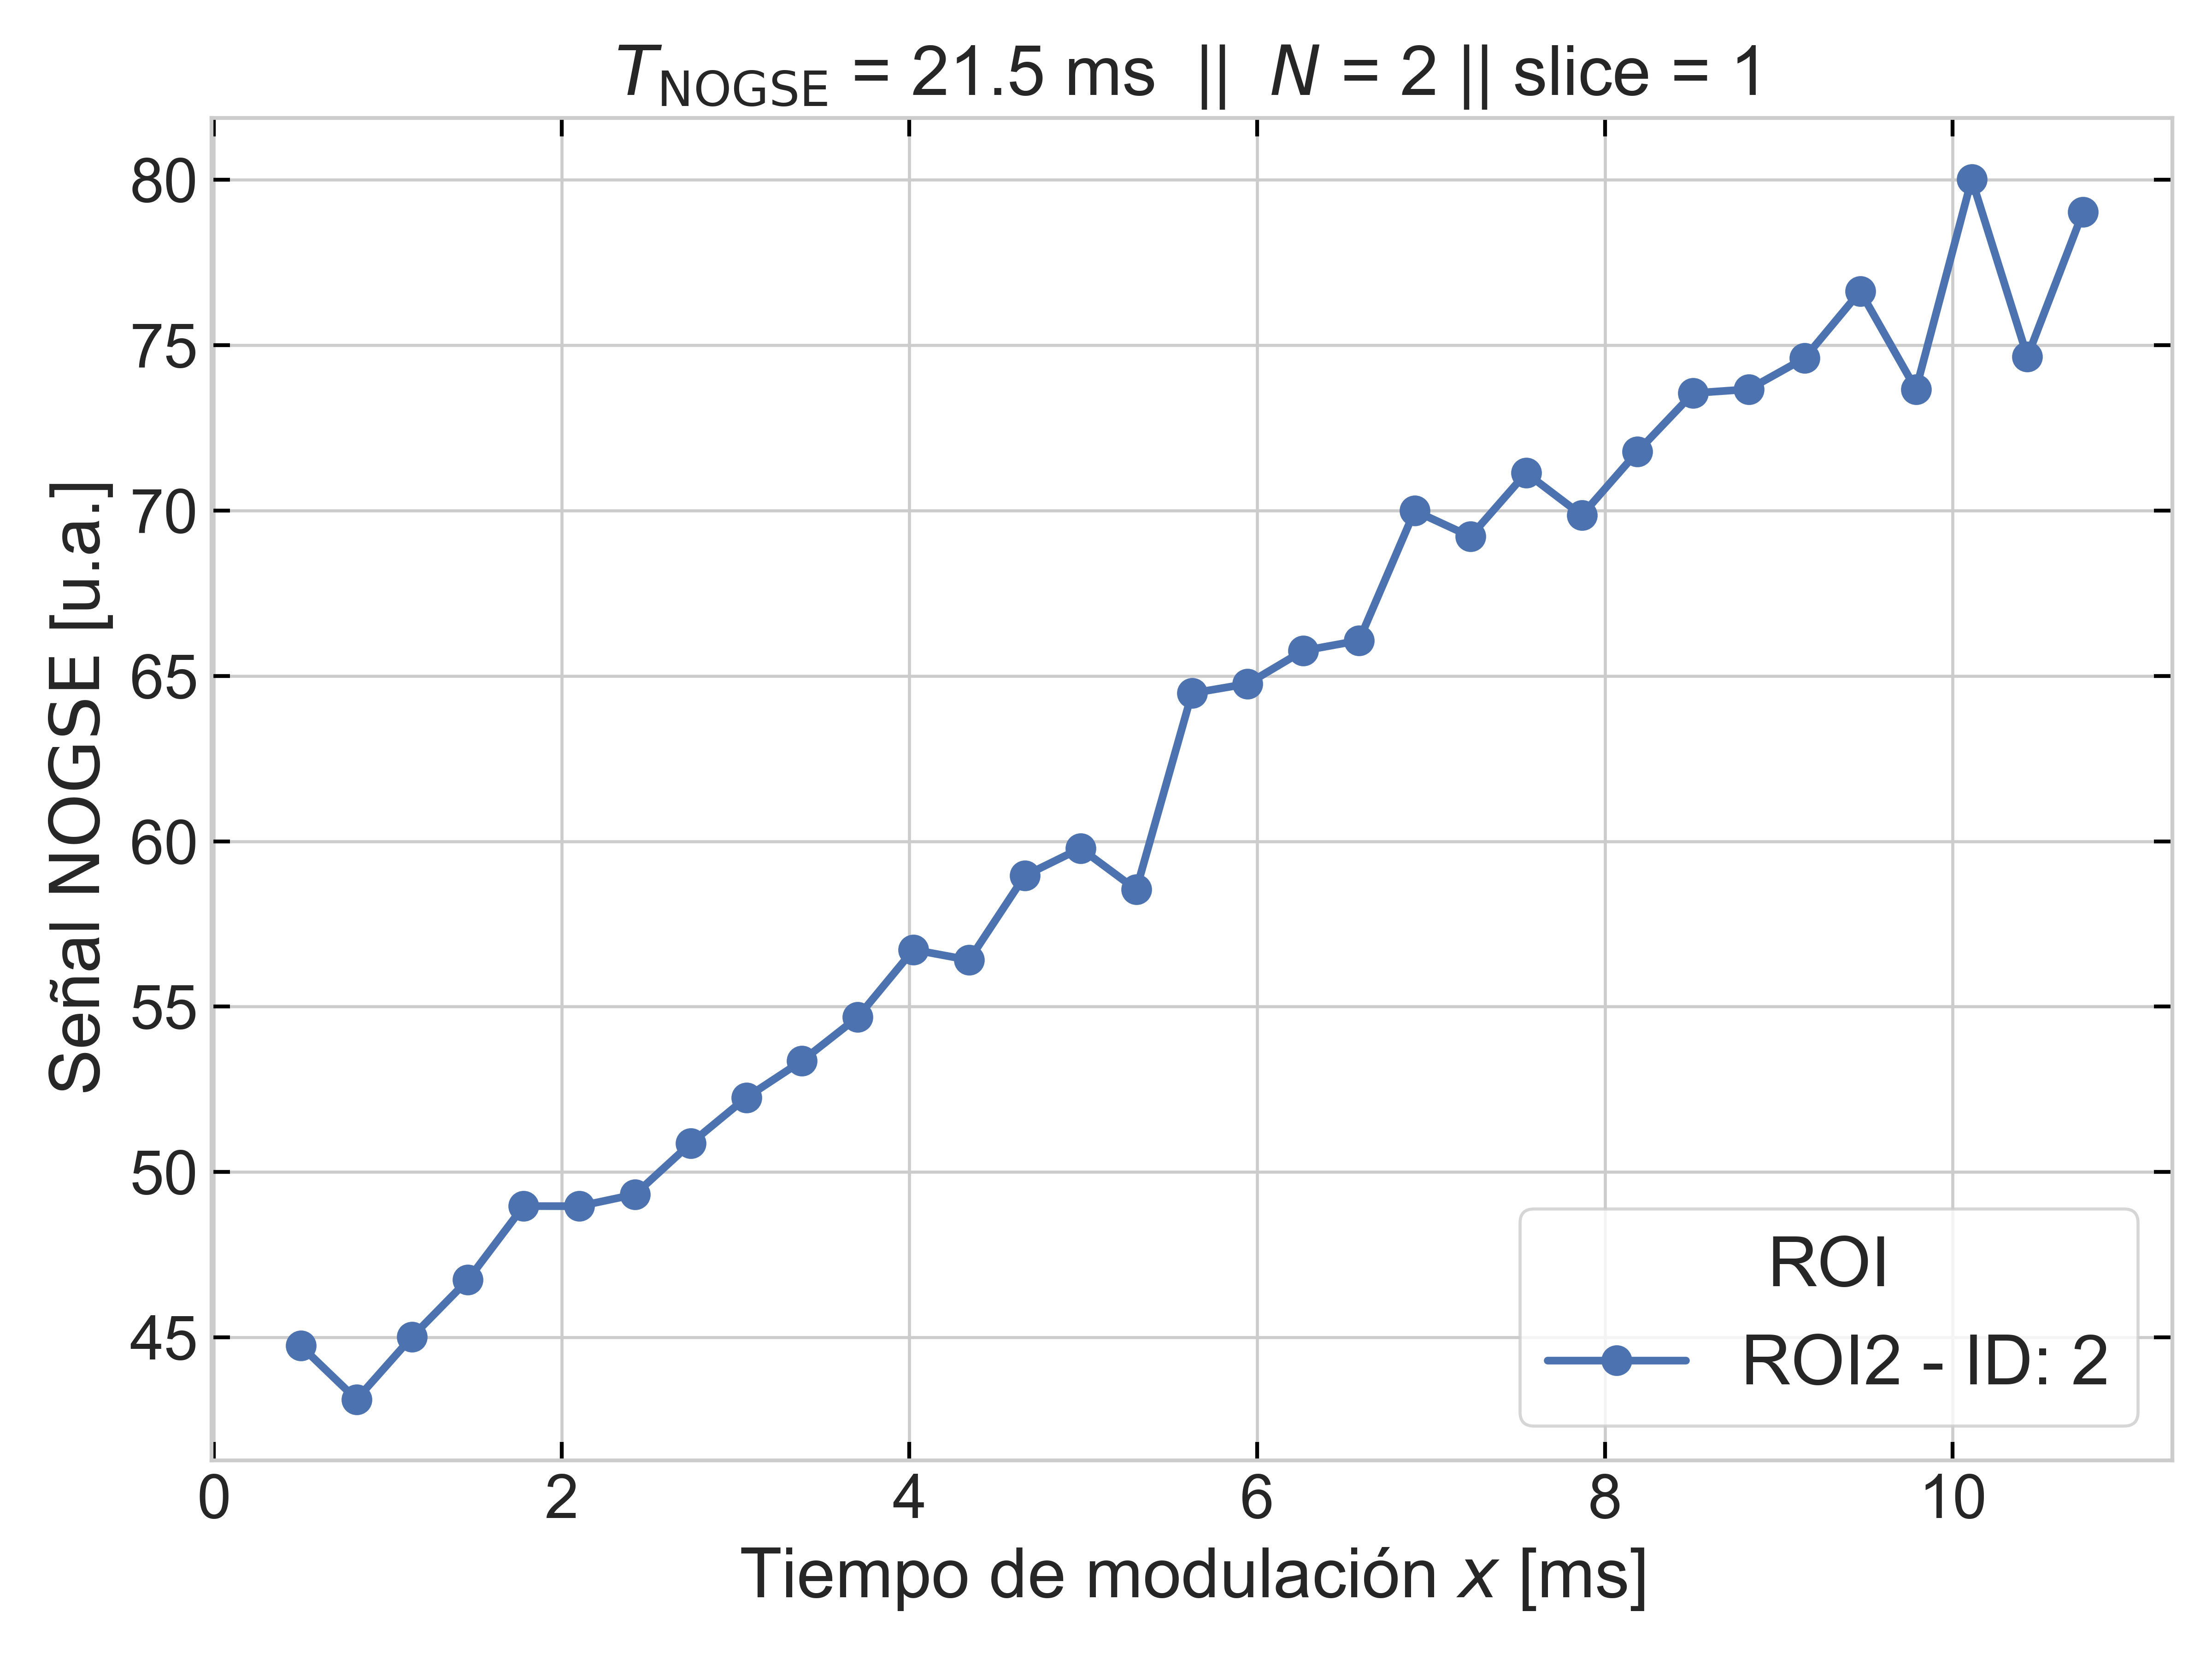 T_NOGSE = 21.5 ms || N = 2 || slice = 1
80
75
70
65
60
55
50
45
Señal NOGSE [u.a.]
ROI
ROI2 - ID: 2
0 2 4 6 8 10
Tiempo de modulación x [ms]